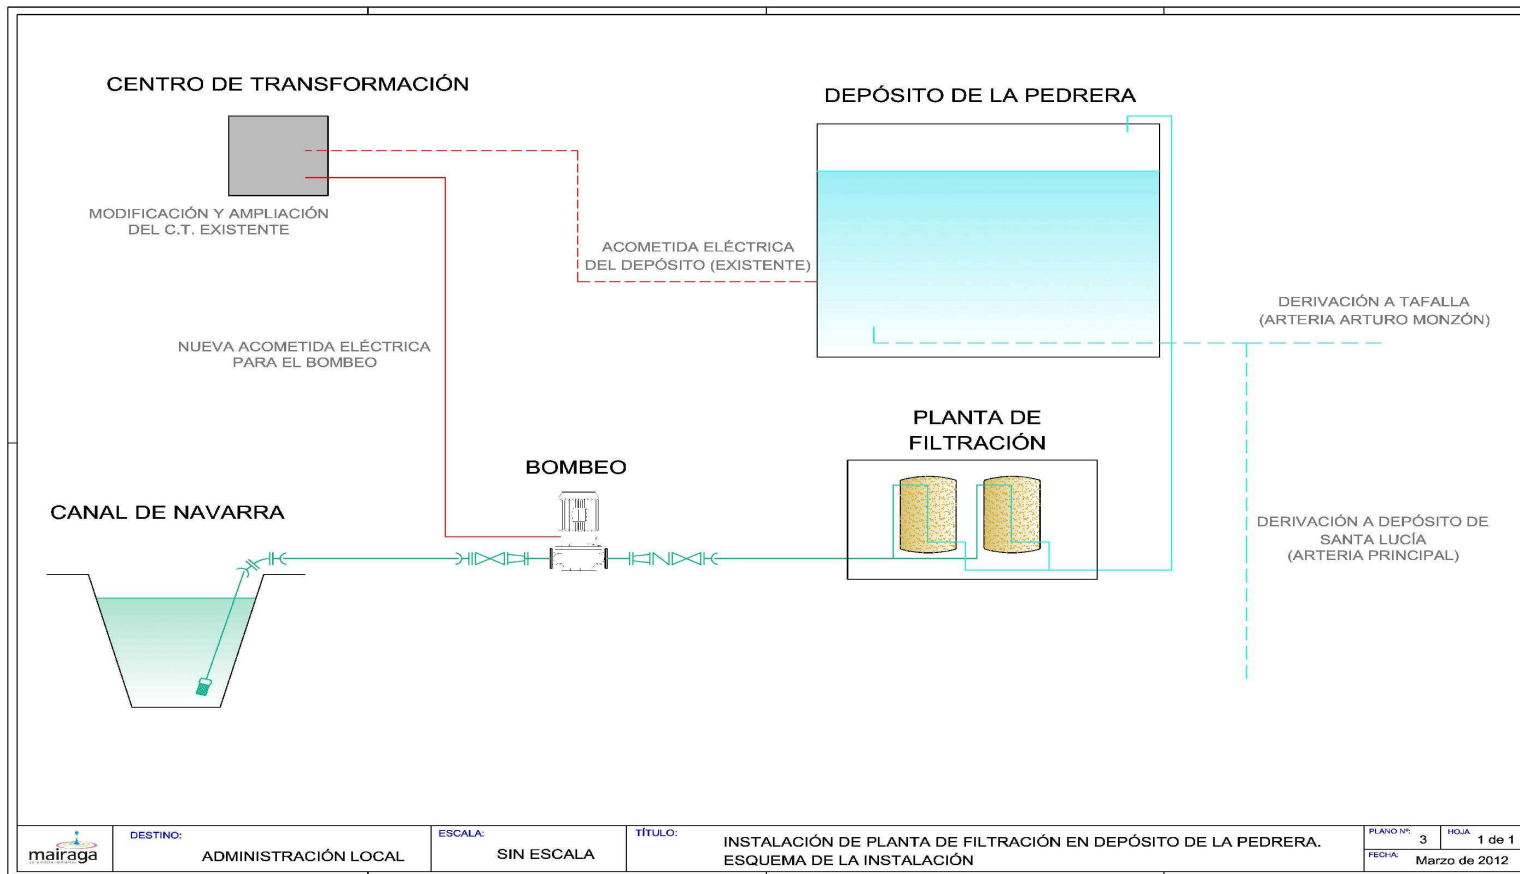 CENTRO DE TRANSFORMACIÓN
DEPÓSITO DE LA PEDRERA
MODIFICACIÓN Y AMPLIACIÓN
DEL C.T. EXISTENTE
ACOMETIDA ELÉCTRICA
DEL DEPÓSITO (EXISTENTE)
DERIVACIÓN A TAFALLA
(ARTERIA ARTURO MONZÓN)
NUEVA ACOMETIDA ELÉCTRICA
PARA EL BOMBEO
PLANTA DE
FILTRACIÓN
BOMBEO
CANAL DE NAVARRA
DERIVACIÓN A DEPÓSITO DE
SANTA LUCÍA
(ARTERIA PRINCIPAL)
mairaga
DESTINO:
ADMINISTRACIÓN LOCAL
ESCALA:
SIN ESCALA
TÍTULO:
INSTALACIÓN DE PLANTA DE FILTRACIÓN EN DEPÓSITO DE LA PEDRERA.
ESQUEMA DE LA INSTALACIÓN
PLANO Nº: 3
HOJA 1 de 1
FECHA: Marzo de 2012